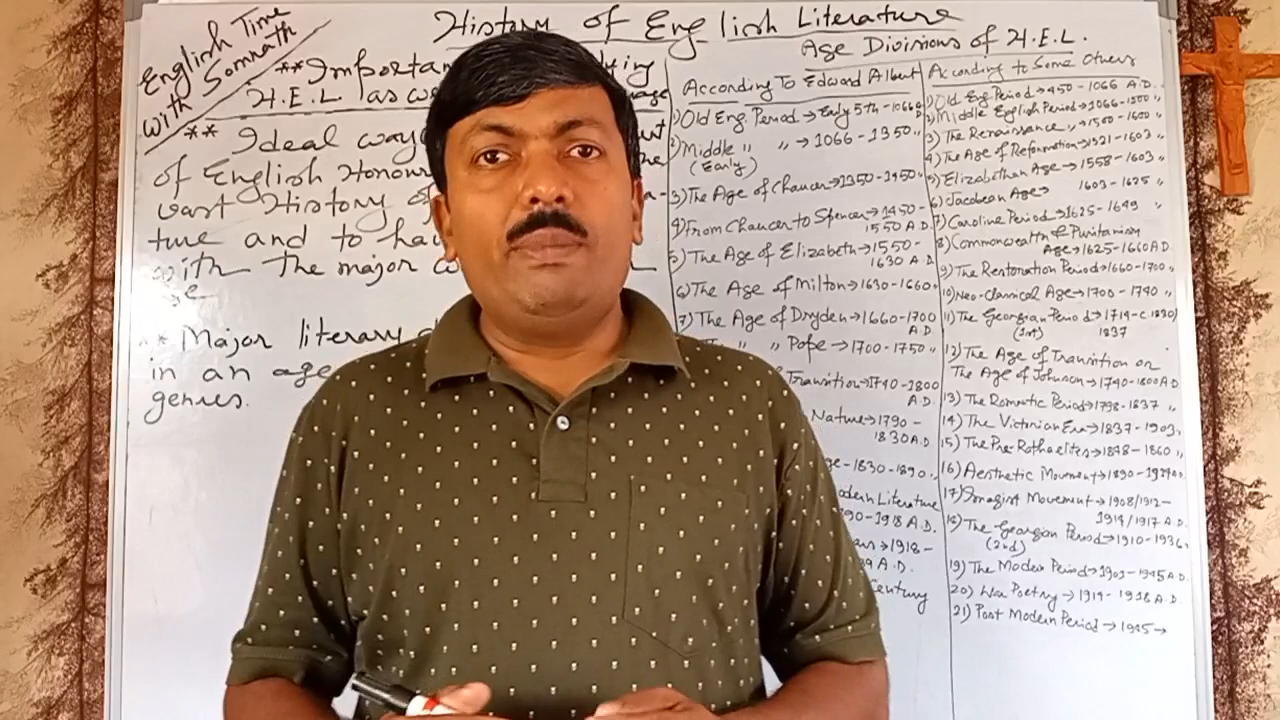 English Time
with Somnath
History of English Literature
Age Divisions of H.E.L.
** Importan
ying
H.E.L as we
** Ideal way
of English Honour
vast History of
ture and to ha
with the major
* Major literary
in an age
genres.
According To Edward Albert
1) Old Eng. Period → Early 5th - 1066
2) Middle " " → 1066 - 1350 "
(Early)
3) The Age of Chaucer → 1350 - 1450 "
4) From Chaucer to Spencer → 1450 -
1550 A.D.
5) The Age of Elizabeth → 1550 -
1630 A.D
6) The Age of Milton → 1630 - 1660 "
7) The Age of Dryden → 1660 - 1700
A.D.
" " Pope → 1700 - 1750 "
Transition → 1740 - 1800
A.D.
Nature → 1790 -
1830 A.D
ge - 1830 - 1890 "
odern Literature
890 - 1918 A.D.
ars → 1918 -
39 A.D.
Century
According to Some Others
1) Old Eng Period → 450 - 1066 A.D.
2) Middle English Period → 1066 - 1500 "
3) The Renaissance " → 1500 - 1600 "
4) The Age of Reformation → 1521 - 1603 "
5) Elizabethan Age → 1558 - 1603 "
6) Jacobean Age →
1603 - 1625 "
7) Caroline Period → 1625 - 1649 "
8) Commonwealth & Puritanism
Age → 1625 - 1660 A.D.
9) The Restoration Period → 1660 - 1700 "
10) Neo-Classical Age → 1700 - 1740 "
11) The Georgian Period → 1714 - c.1830/
(1st) 1837
12) The Age of Transition or
The Age of Johnson → 1740 - 1800 A.D.
13) The Romantic Period → 1798 - 1837 "
14) The Victorian Era → 1837 - 1903 "
15) The Pre-Rothaelites → 1848 - 1860 "
16) Aesthetic Movement → 1890 -
17) Imagist Movement → 1908/1912 -
1914/1917 A.D.
18) The Georgian Period → 1910 - 1936 "
(2nd)
19) The Modern Period → 1903 - 1945 A.D.
20) War Poetry → 1914 - 1918 A.D.
21) Post Modern Period → 1945 →